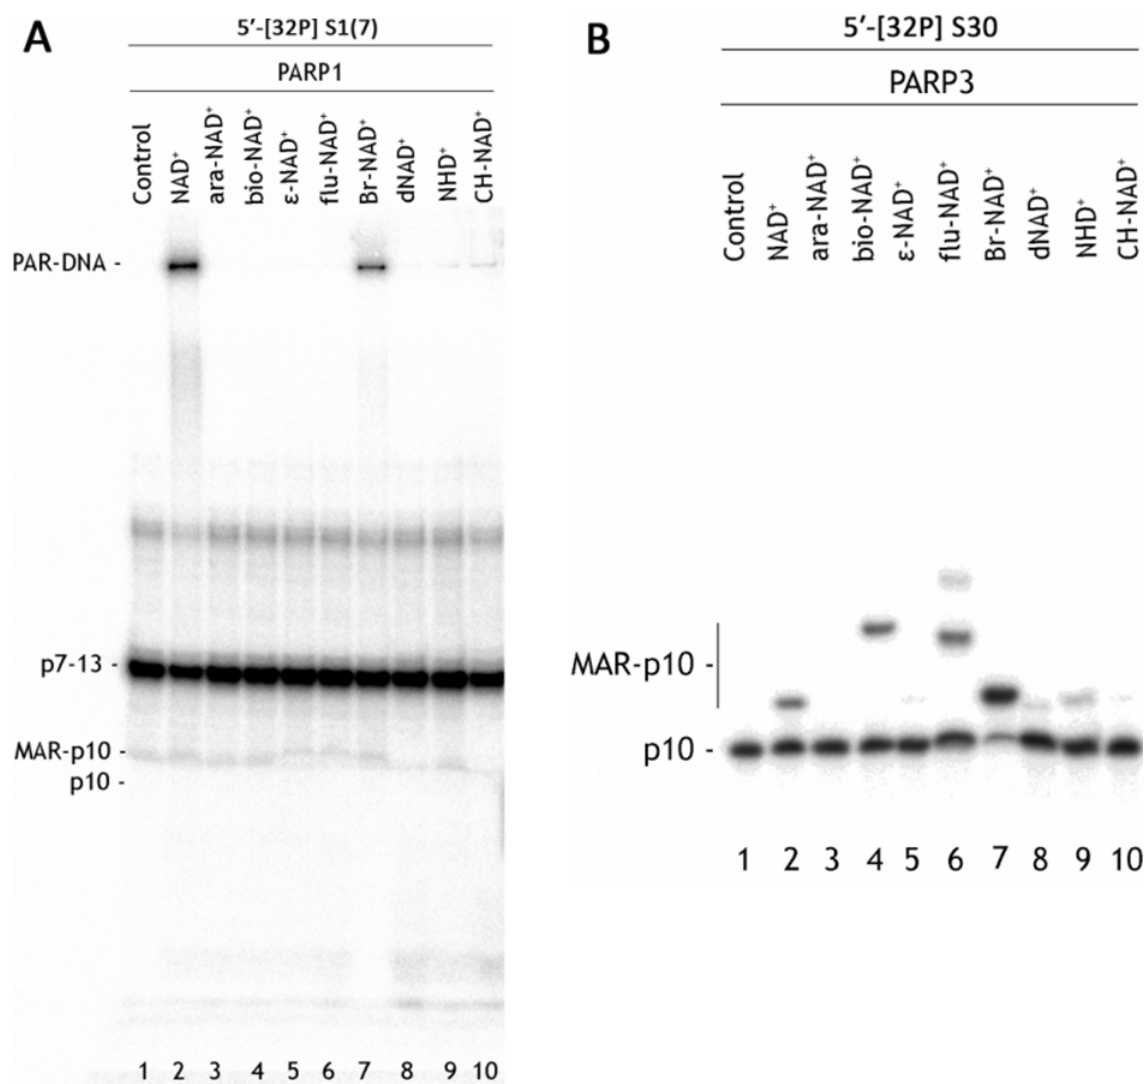 A
5′-[32P] S1(7)
PARP1
Control
NAD⁺
ara-NAD⁺
bio-NAD⁺
ε-NAD⁺
flu-NAD⁺
Br-NAD⁺
dNAD⁺
NHD⁺
CH-NAD⁺
PAR-DNA -
p7-13 -
MAR-p10 -
p10 -
1 2 3 4 5 6 7 8 9 10
B
5′-[32P] S30
PARP3
Control
NAD⁺
ara-NAD⁺
bio-NAD⁺
ε-NAD⁺
flu-NAD⁺
Br-NAD⁺
dNAD⁺
NHD⁺
CH-NAD⁺
MAR-p10 -
p10 -
1 2 3 4 5 6 7 8 9 10